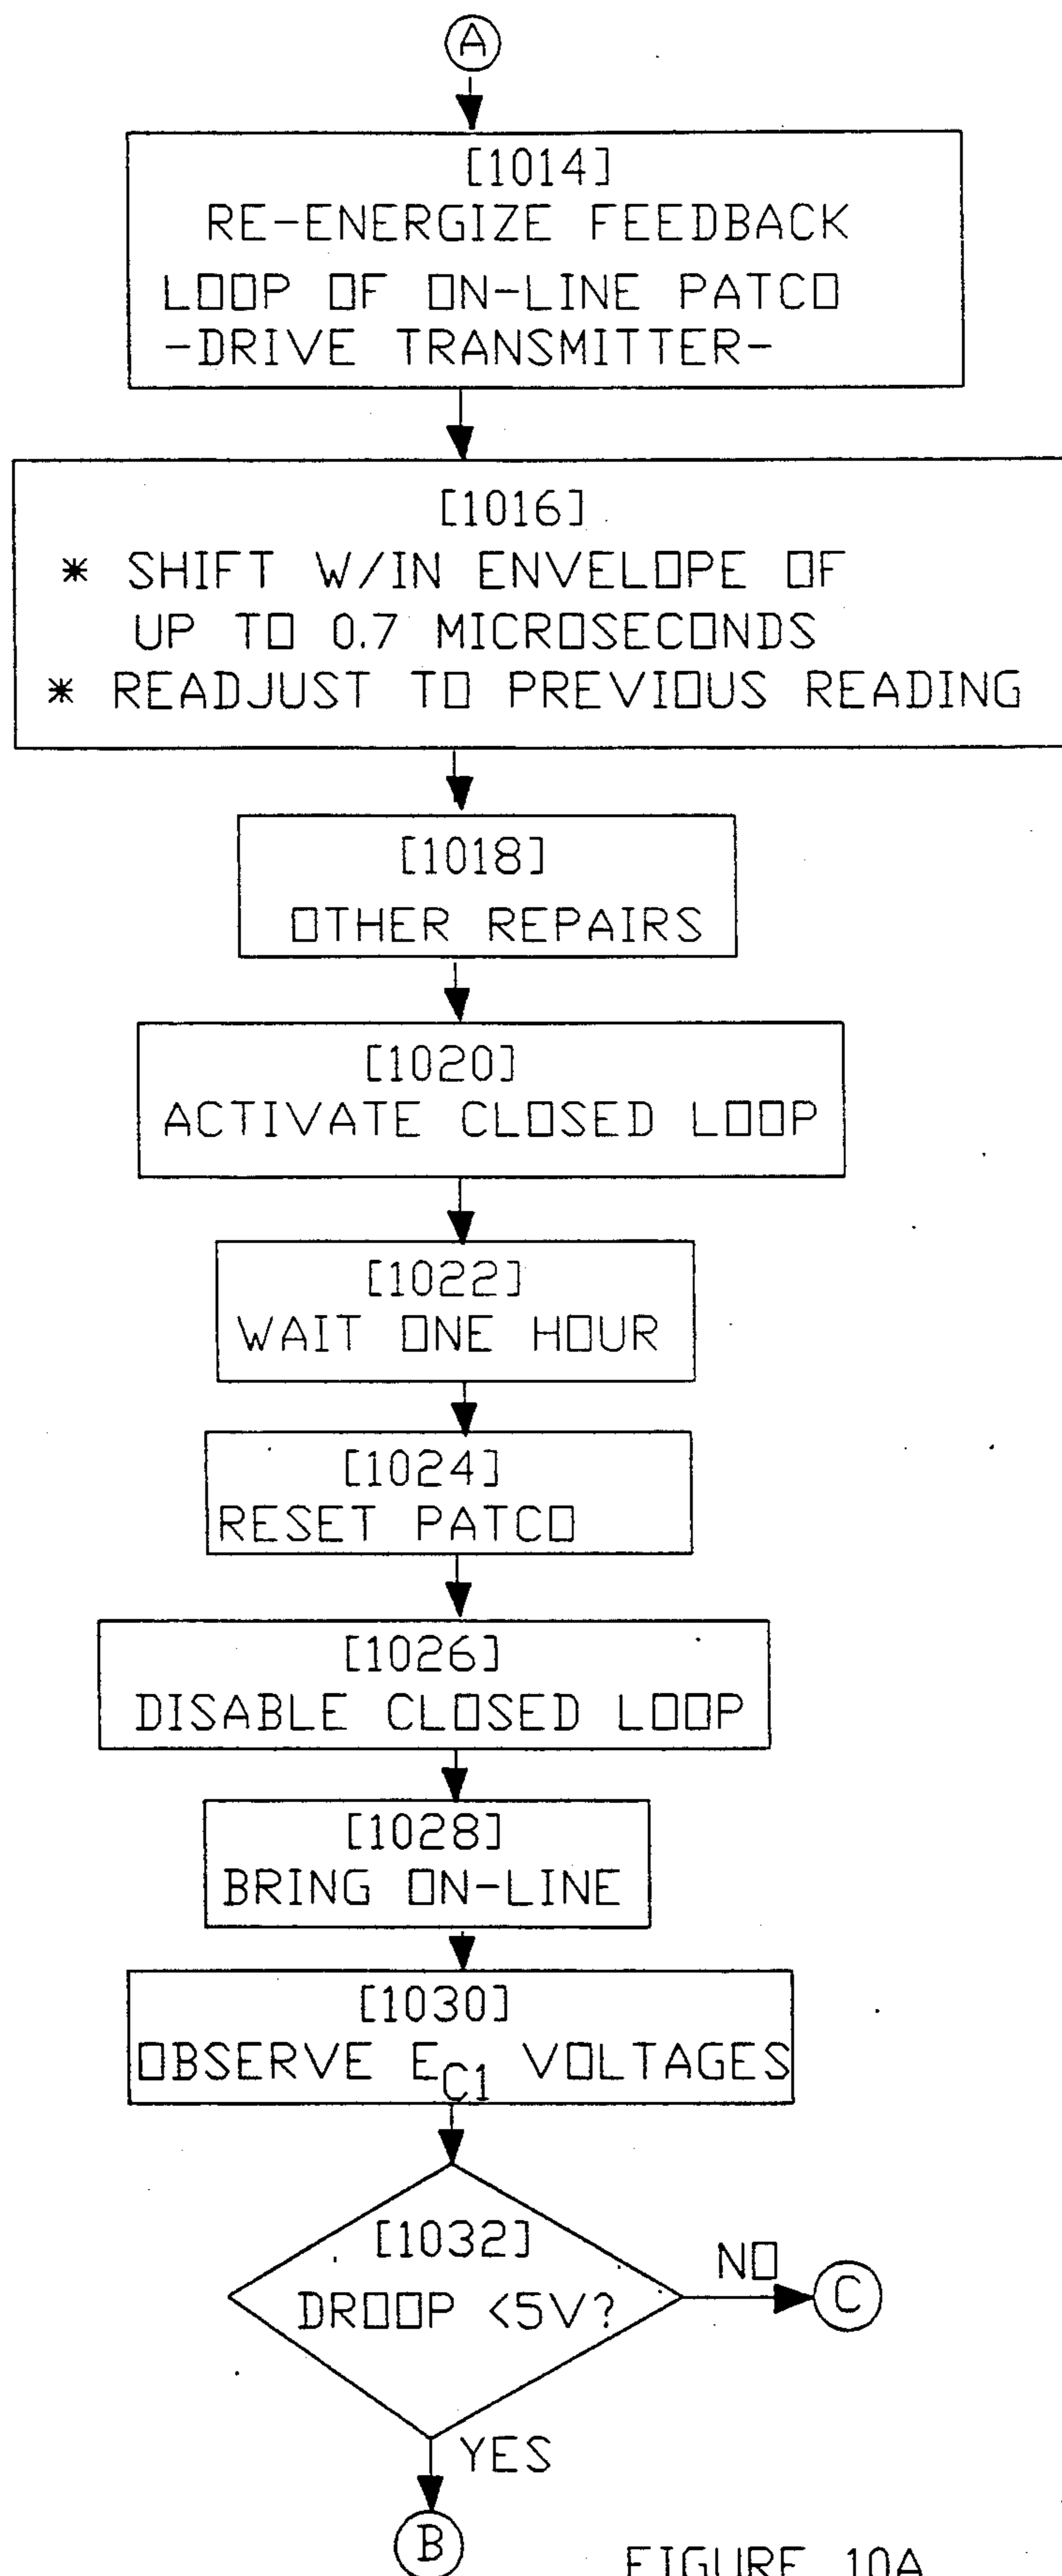 A
[1014]
RE-ENERGIZE FEEDBACK
LOOP OF ON-LINE PATCO
-DRIVE TRANSMITTER-
[1016]
* SHIFT W/IN ENVELOPE OF
UP TO 0.7 MICROSECONDS
* READJUST TO PREVIOUS READING
[1018]
OTHER REPAIRS
[1020]
ACTIVATE CLOSED LOOP
[1022]
WAIT ONE HOUR
[1024]
RESET PATCO
[1026]
DISABLE CLOSED LOOP
[1028]
BRING ON-LINE
[1030]
OBSERVE EC1 VOLTAGES
[1032]
DROOP <5V?
NO
C
YES
B
FIGURE 10A